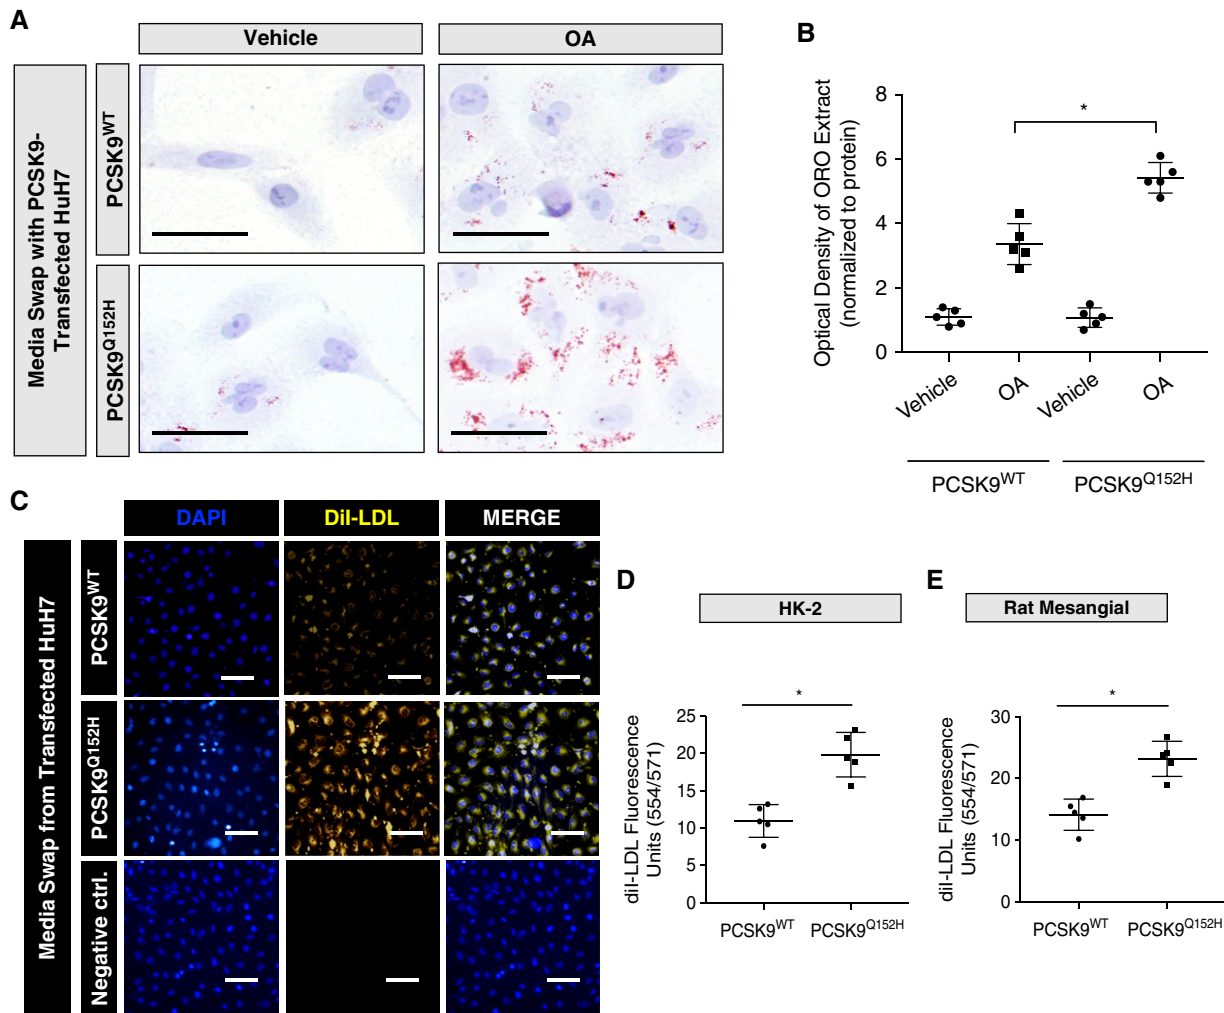 A
Vehicle
OA
Media Swap with PCSK9-
Transfected HuH7
PCSK9WT
PCSK9Q152H
B
Optical Density of ORO Extract
(normalized to protein)
8
6
4
2
0
*
Vehicle
OA
Vehicle
OA
PCSK9WT
PCSK9Q152H
C
DAPI
Dil-LDL
MERGE
Media Swap from Transfected HuH7
PCSK9WT
PCSK9Q152H
Negative ctrl.
D
HK-2
*
diI-LDL Fluorescence
Units (554/571)
25
20
15
10
5
0
PCSK9WT
PCSK9Q152H
E
Rat Mesangial
*
diI-LDL Fluorescence
Units (554/571)
30
20
10
0
PCSK9WT
PCSK9Q152H